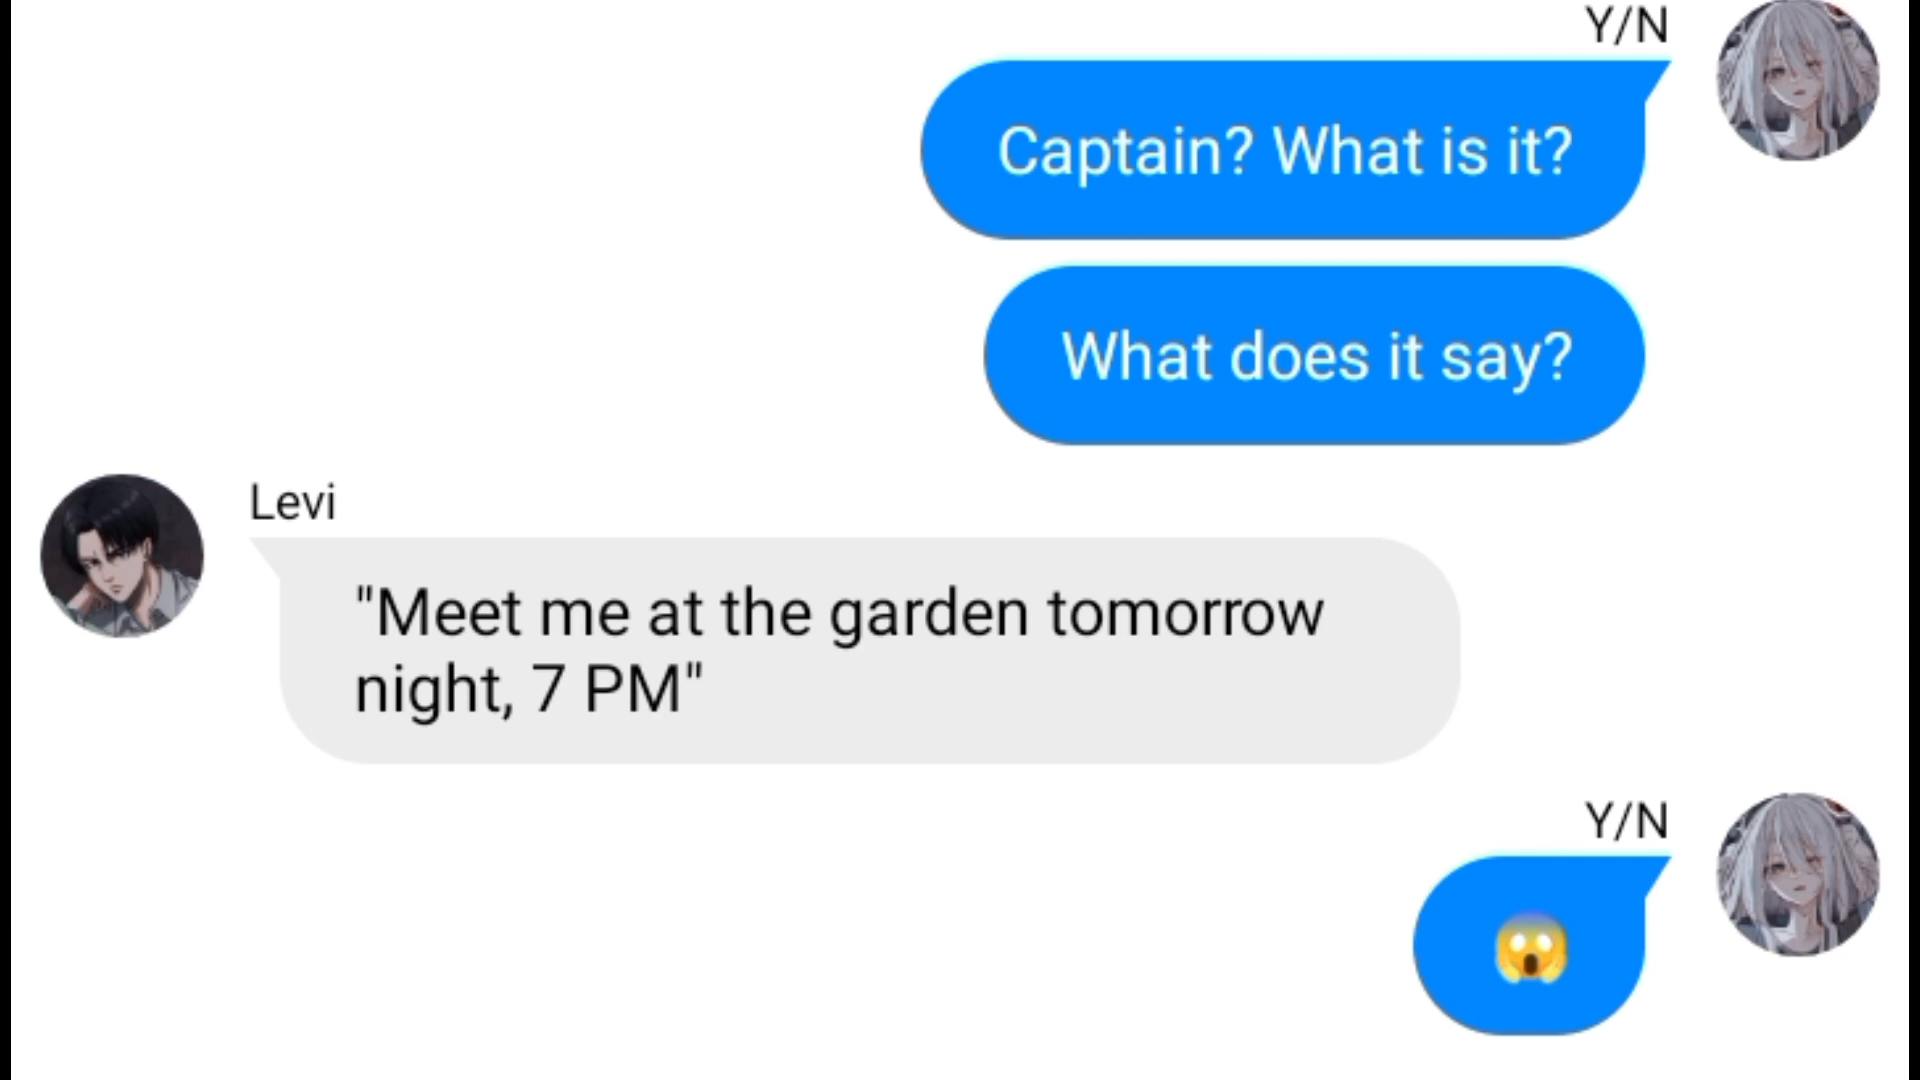 Y/N
Captain? What is it?
What does it say?
Levi
"Meet me at the garden tomorrow
night, 7 PM"
Y/N
😱